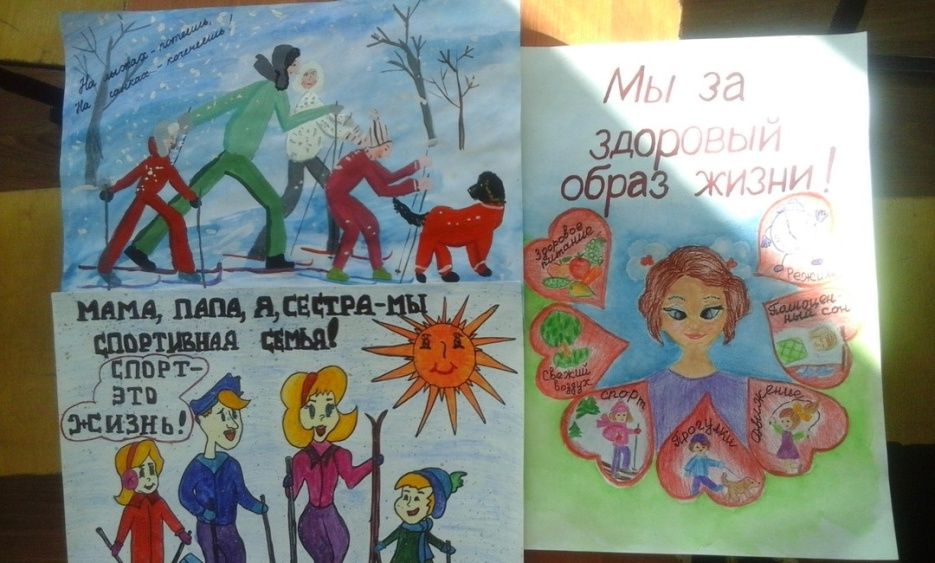 На лыжах - потеешь,
На санках - коченеешь!
МАМА, ПАПА, Я, СЕСТРА-МЫ
СПОРТИВНАЯ СЕМЬЯ!
СПОРТ-
ЭТО
ЖИЗНЬ!
Мы за
здоровый
образ жизни!
Здоровое
питание
Свежий
воздух
спорт
Прогулки
движение
Полноцен-
ный сон
Режим